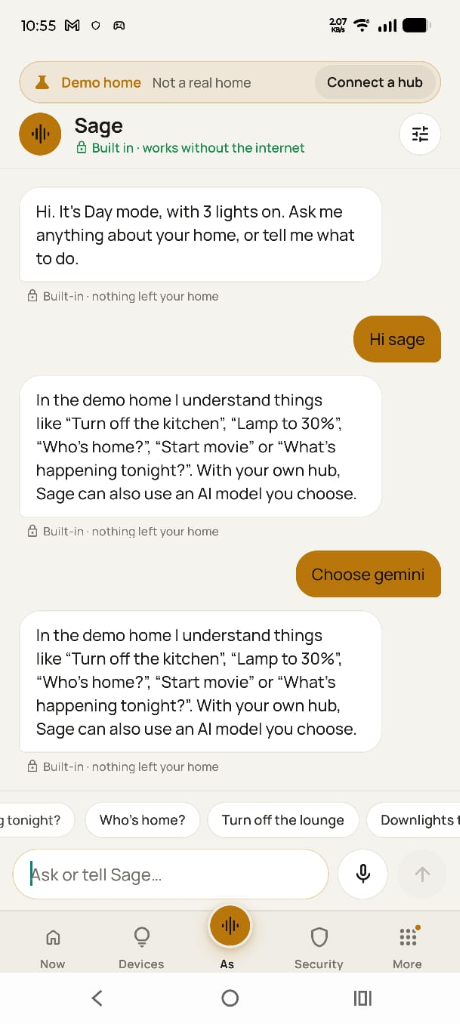 10:55
2.07
KB/s
Demo home Not a real home Connect a hub
Sage
Built in · works without the internet
Hi. It's Day mode, with 3 lights on. Ask me
anything about your home, or tell me what
to do.
Built-in · nothing left your home
Hi sage
In the demo home I understand things
like “Turn off the kitchen”, “Lamp to 30%”,
“Who's home?”, “Start movie” or “What's
happening tonight?”. With your own hub,
Sage can also use an AI model you choose.
Built-in · nothing left your home
Choose gemini
In the demo home I understand things
like “Turn off the kitchen”, “Lamp to 30%”,
“Who's home?”, “Start movie” or “What's
happening tonight?”. With your own hub,
Sage can also use an AI model you choose.
Built-in · nothing left your home
g tonight? Who's home? Turn off the lounge Downlights t
Ask or tell Sage...
Now Devices As Security More